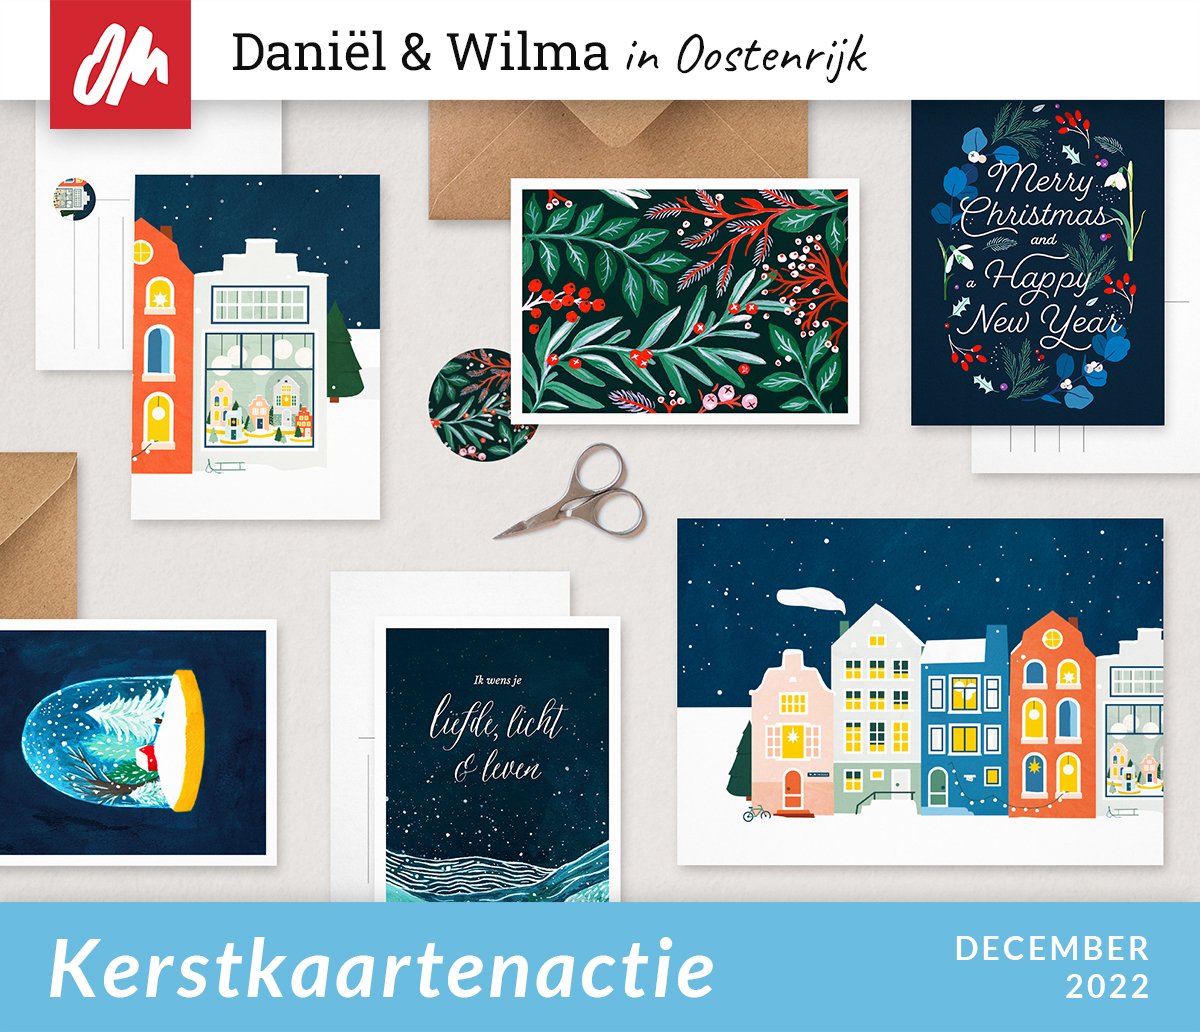 OM
Daniël & Wilma in Oostenrijk
Merry
Christmas
and
a Happy
New Year
Ik wens je
liefde, licht
& leven
Kerstkaartenactie
DECEMBER
2022